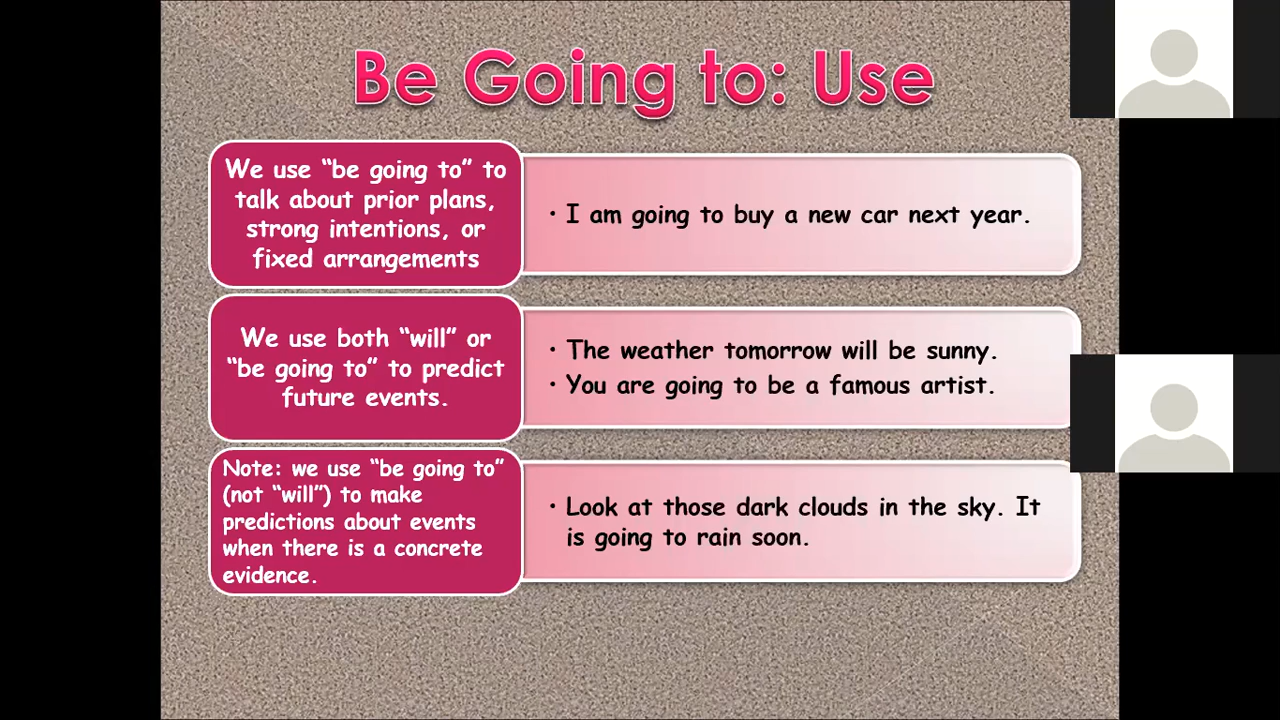 Be Going to: Use
We use “be going to” to
talk about prior plans,
strong intentions, or
fixed arrangements
• I am going to buy a new car next year.
We use both “will” or
“be going to” to predict
future events.
• The weather tomorrow will be sunny.
• You are going to be a famous artist.
Note: we use “be going to”
(not “will”) to make
predictions about events
when there is a concrete
evidence.
• Look at those dark clouds in the sky. It
is going to rain soon.